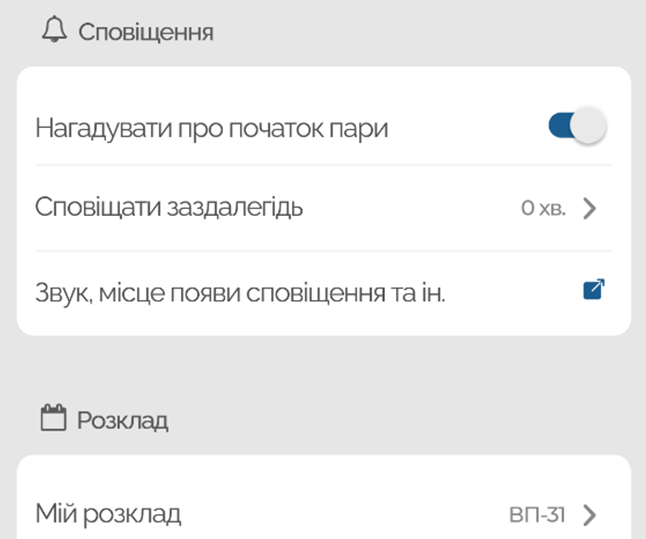 Сповіщення
Нагадувати про початок пари
Сповіщати заздалегідь 0 хв.
Звук, місце появи сповіщення та ін.
Розклад
Мій розклад ВП-31